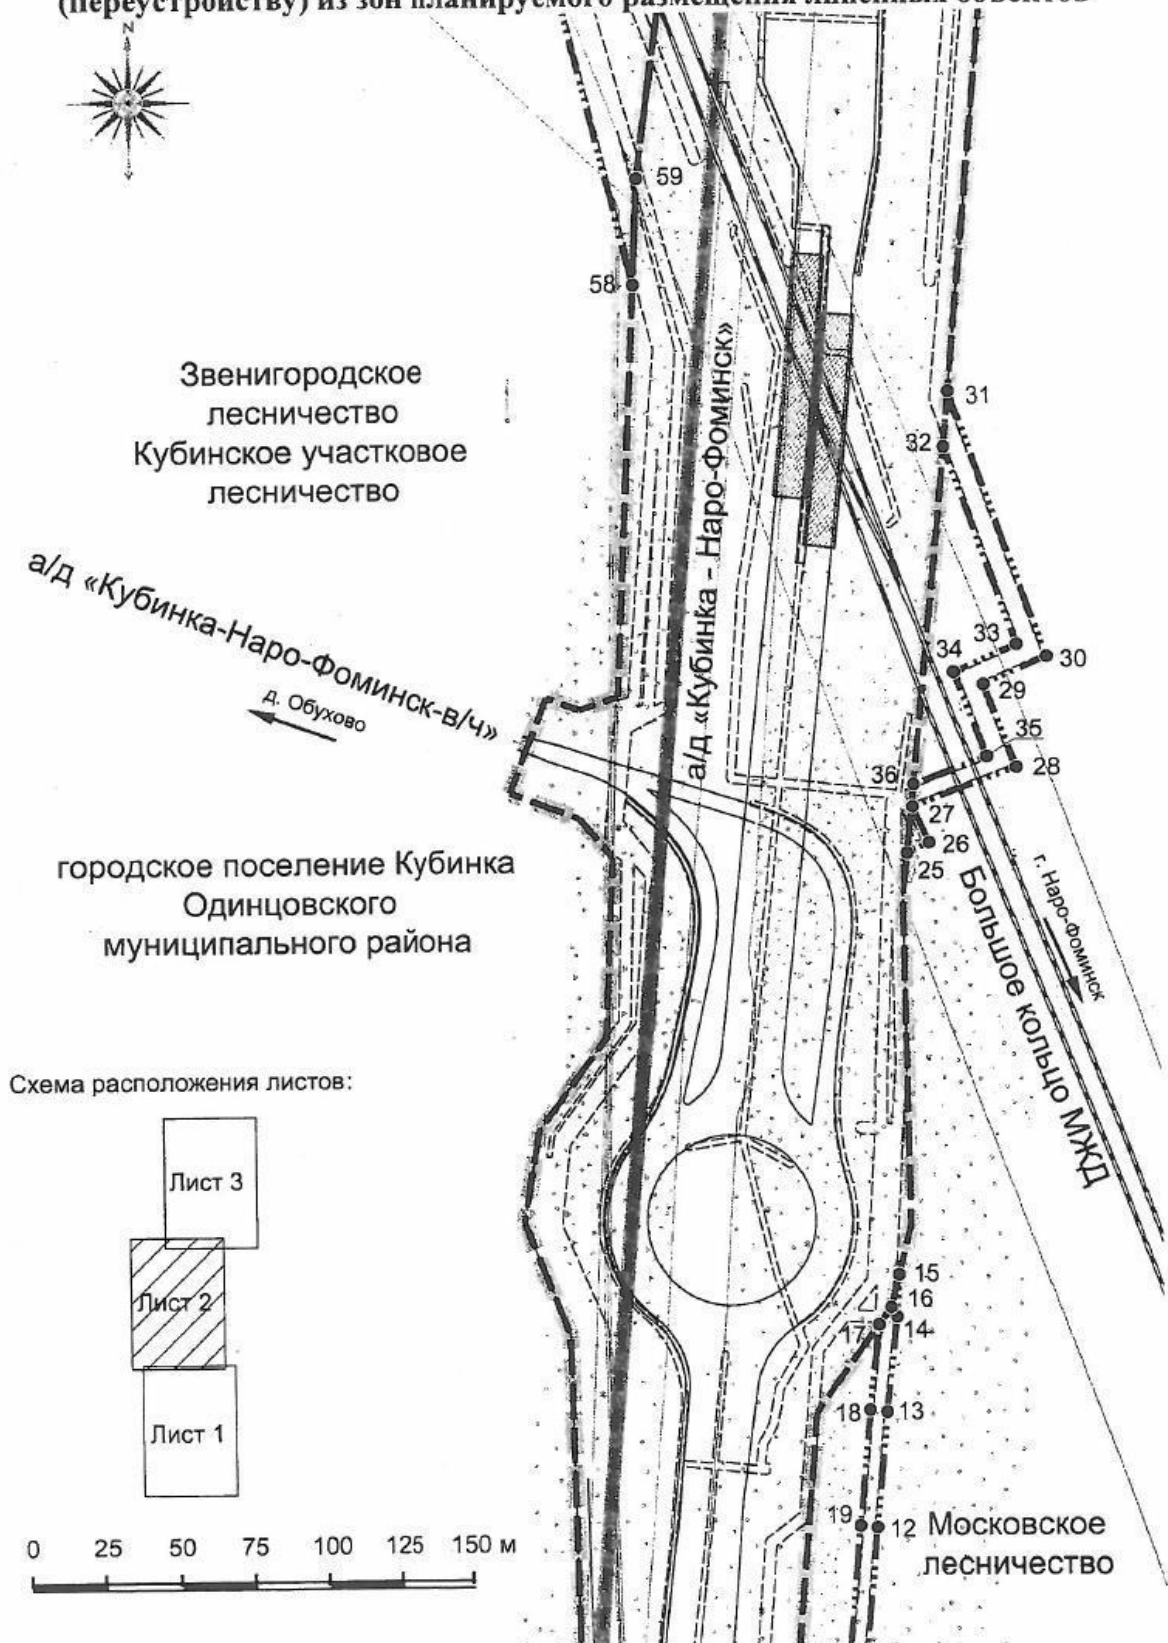 (переустройству) из зон планируемого размещения линейных объектов
N
59
58
Звенигородское
лесничество
Кубинское участковое
лесничество
31
32
а/д «Кубинка - Наро-Фоминск»
а/д «Кубинка-Наро-Фоминск-в/ч»
д. Обухово
33
34
30
29
35
28
36
27
26
25
городское поселение Кубинка
Одинцовского
муниципального района
г. Наро-Фоминск
Большое кольцо МЖД
Схема расположения листов:
Лист 3
Лист 2
Лист 1
15
16
14
17
18
13
19
12
Московское
лесничество
0 25 50 75 100 125 150 м